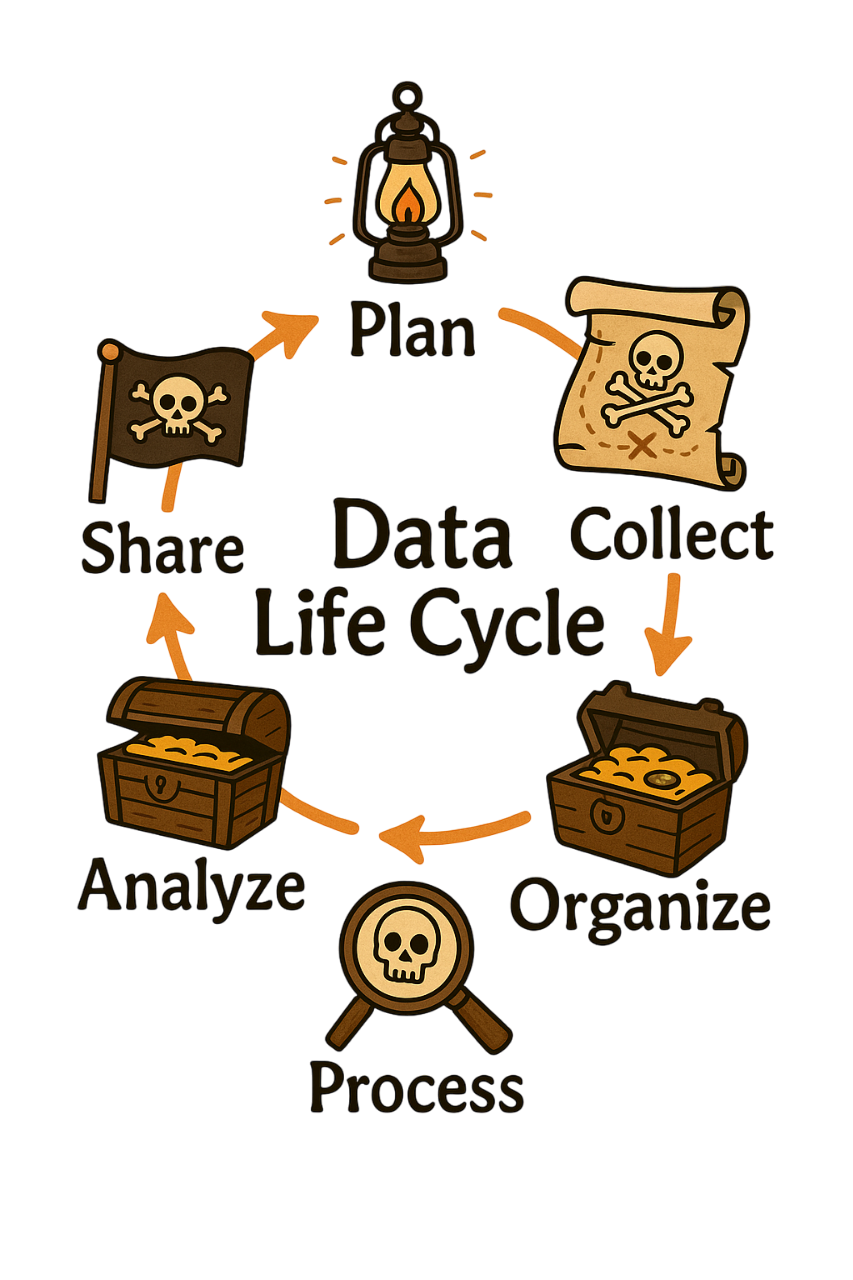 Plan
Collect
Share
Data
Life Cycle
Analyze
Organize
Process